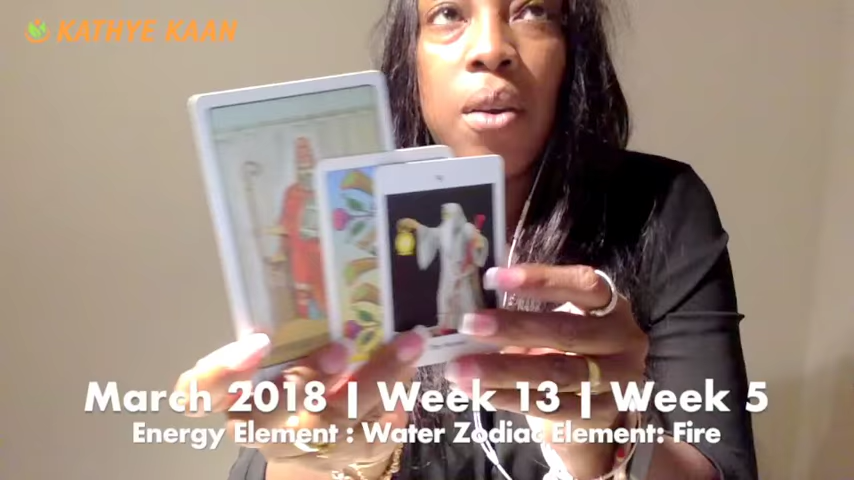 KATHYE KAAN
March 2018 | Week 13 | Week 5
Energy Element : Water Zodiac Element: Fire